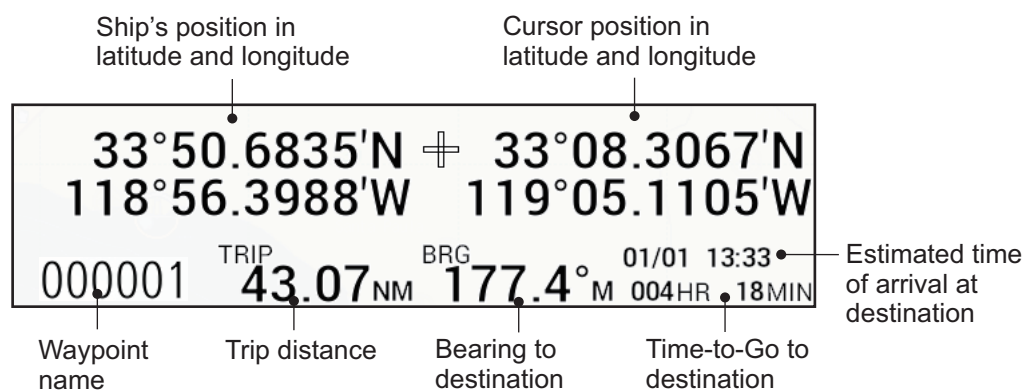 Ship's position in
latitude and longitude
Cursor position in
latitude and longitude
33°50.6835'N
118°56.3988'W
33°08.3067'N
119°05.1105'W
000001
TRIP
43.07NM
BRG
177.4°M
01/01 13:33
004HR 18MIN
Estimated time
of arrival at
destination
Waypoint
name
Trip distance
Bearing to
destination
Time-to-Go to
destination